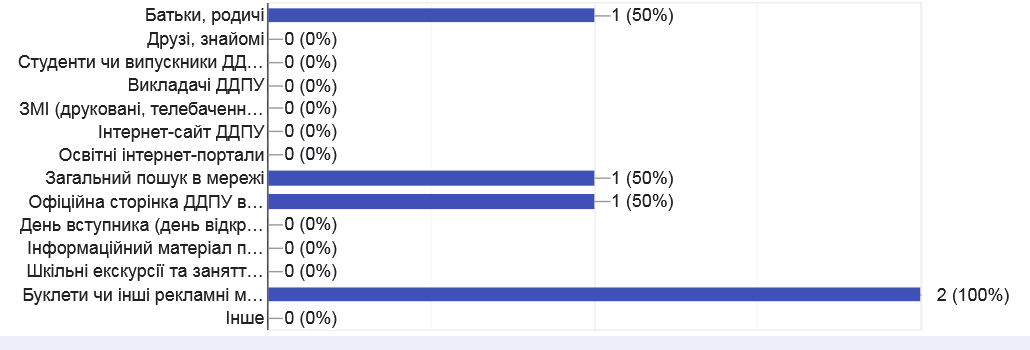 Батьки, родичі 1 (50%)
Друзі, знайомі 0 (0%)
Студенти чи випускники ДД… 0 (0%)
Викладачі ДДПУ 0 (0%)
ЗМІ (друковані, телебаченн… 0 (0%)
Інтернет-сайт ДДПУ 0 (0%)
Освітні інтернет-портали 0 (0%)
Загальний пошук в мережі 1 (50%)
Офіційна сторінка ДДПУ в… 1 (50%)
День вступника (день відкр… 0 (0%)
Інформаційний матеріал п… 0 (0%)
Шкільні екскурсії та занятт… 0 (0%)
Буклети чи інші рекламні м… 2 (100%)
Інше 0 (0%)